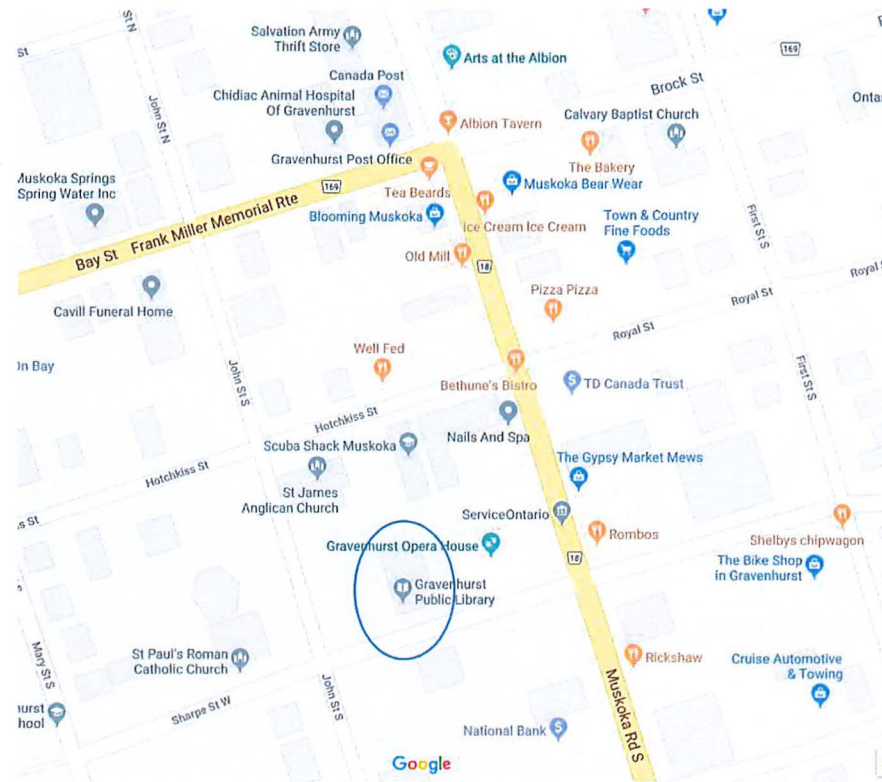 St N
Salvation Army
Thrift Store
Arts at the Albion
169
St
Canada Post
Brock St
John St N
Chidiac Animal Hospital
Of Gravenhurst
Albion Tavern
Calvary Baptist Church
Onta
Gravenhurst Post Office
The Bakery
Muskoka Springs
Spring Water Inc
169
Tea Beards
Muskoka Bear Wear
Blooming Muskoka
Ice Cream Ice Cream
Town & Country
Fine Foods
First St S
Bay St
Frank Miller Memorial Rte
Old Mill
18
Royal
Cavill Funeral Home
Pizza Pizza
Royal St
Royal St
Well Fed
On Bay
John St S
Bethune's Bistro
TD Canada Trust
First St S
Hotchkiss St
Nails And Spa
Scuba Shack Muskoka
Hotchkiss St
St James
Anglican Church
The Gypsy Market Mews
ServiceOntario
s St
Rombos
Shelbys chipwagon
Gravenhurst Opera House
18
The Bike Shop
in Gravenhurst
Gravenhurst
Public Library
Mary St S
St Paul's Roman
Catholic Church
Rickshaw
Cruise Automotive
& Towing
John St S
Muskoka Rd S
urst
hool
Sharpe St W
National Bank
Google